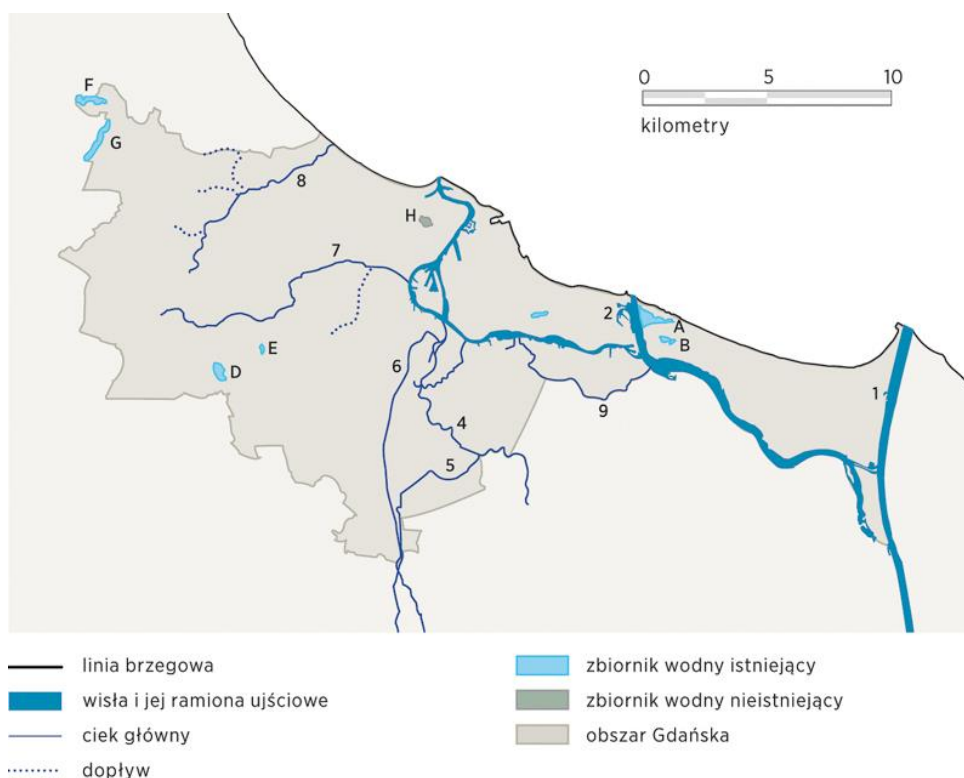 0 5 10
kilometry
F
G
8
H
7
2
A
B
E
6
D
1
9
4
5
linia brzegowa
wisła i jej ramiona ujściowe
ciek główny
dopływ
zbiornik wodny istniejący
zbiornik wodny nieistniejący
obszar Gdańska